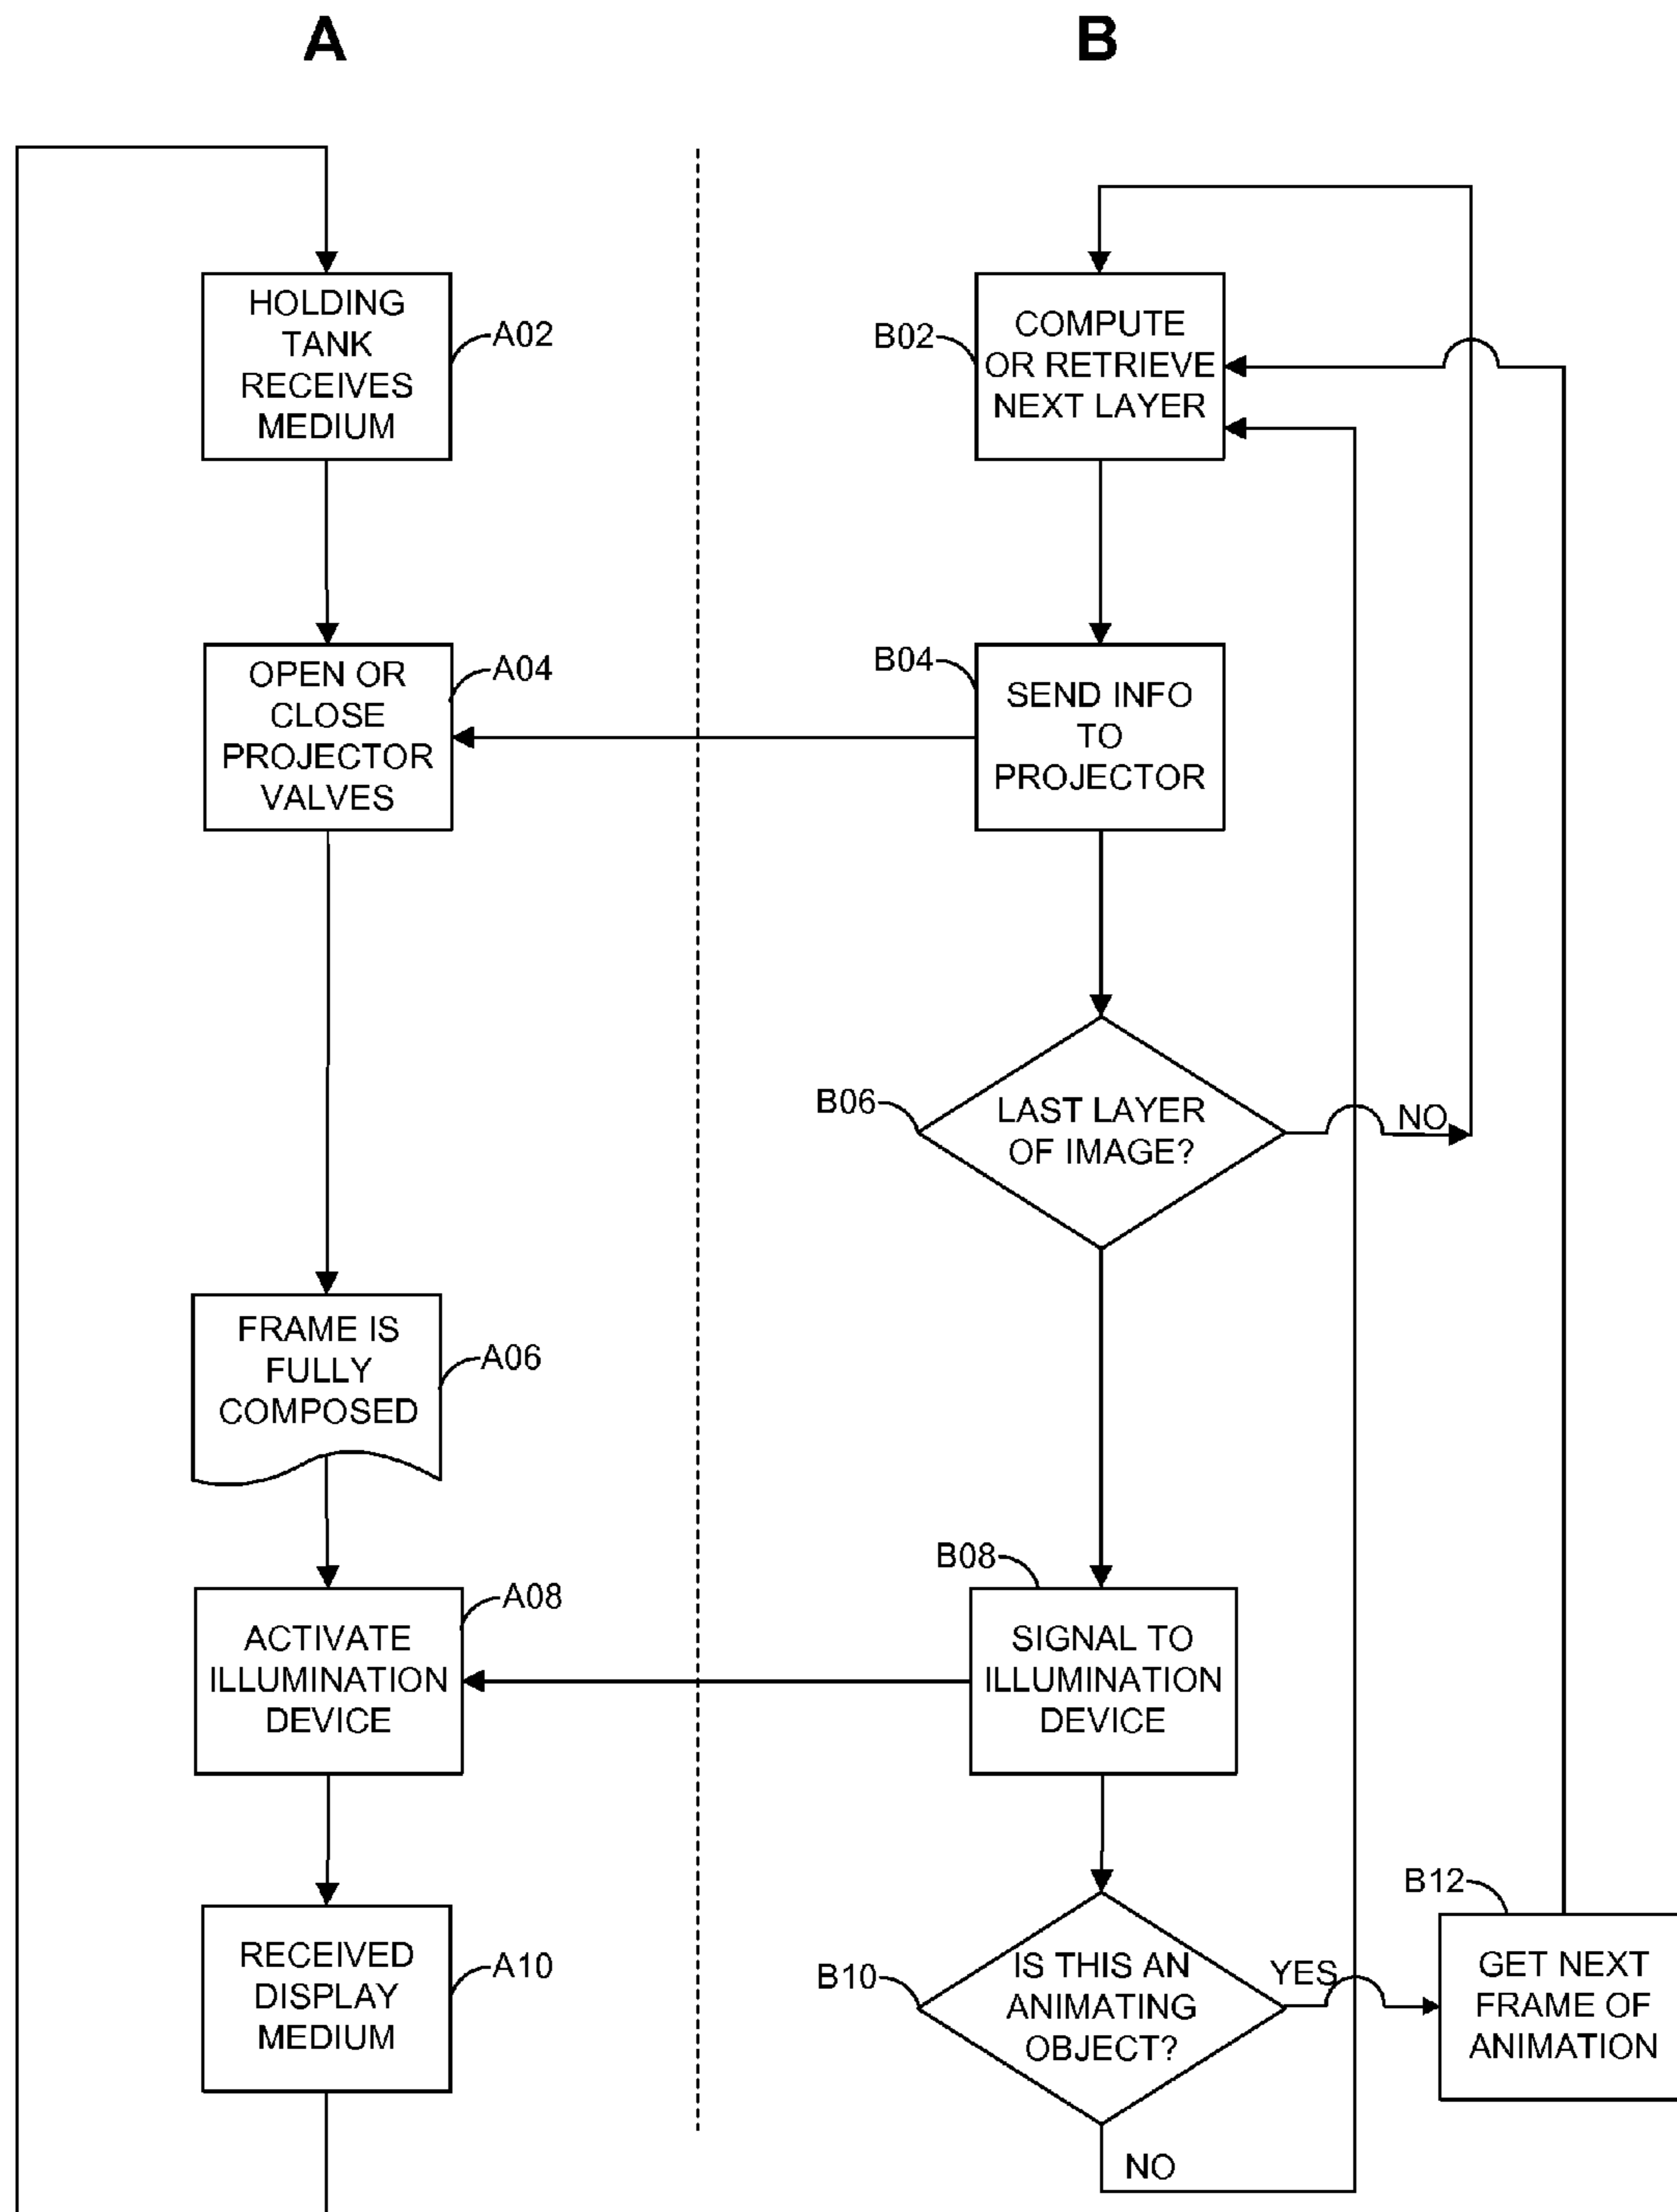 A
B
HOLDING
TANK
RECEIVES
MEDIUM
A02
OPEN OR
CLOSE
PROJECTOR
VALVES
A04
FRAME IS
FULLY
COMPOSED
A06
ACTIVATE
ILLUMINATION
DEVICE
A08
RECEIVED
DISPLAY
MEDIUM
A10
B02
COMPUTE
OR RETRIEVE
NEXT LAYER
B04
SEND INFO
TO
PROJECTOR
B06
LAST LAYER
OF IMAGE?
NO
B08
SIGNAL TO
ILLUMINATION
DEVICE
B10
IS THIS AN
ANIMATING
OBJECT?
YES
NO
B12
GET NEXT
FRAME OF
ANIMATION